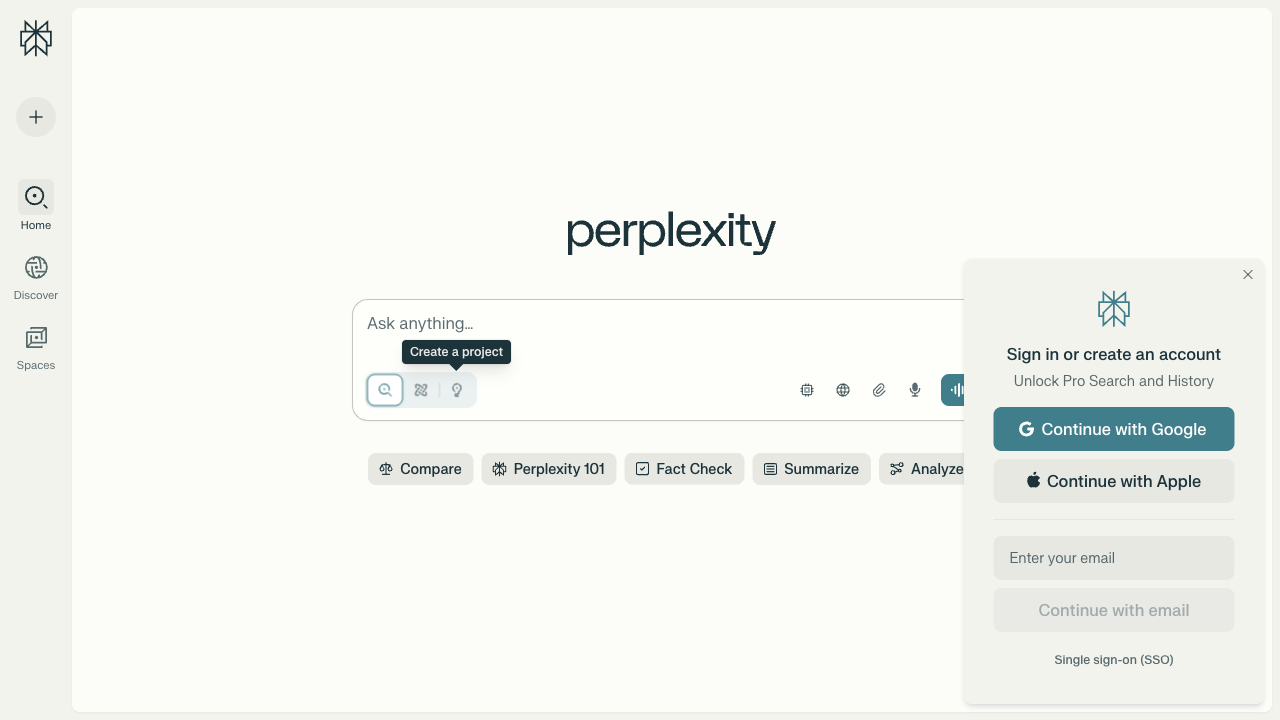 Home
Discover
Spaces
perplexity
Ask anything...
Create a project
Compare
Perplexity 101
Fact Check
Summarize
Analyze
Sign in or create an account
Unlock Pro Search and History
Continue with Google
Continue with Apple
Enter your email
Continue with email
Single sign-on (SSO)